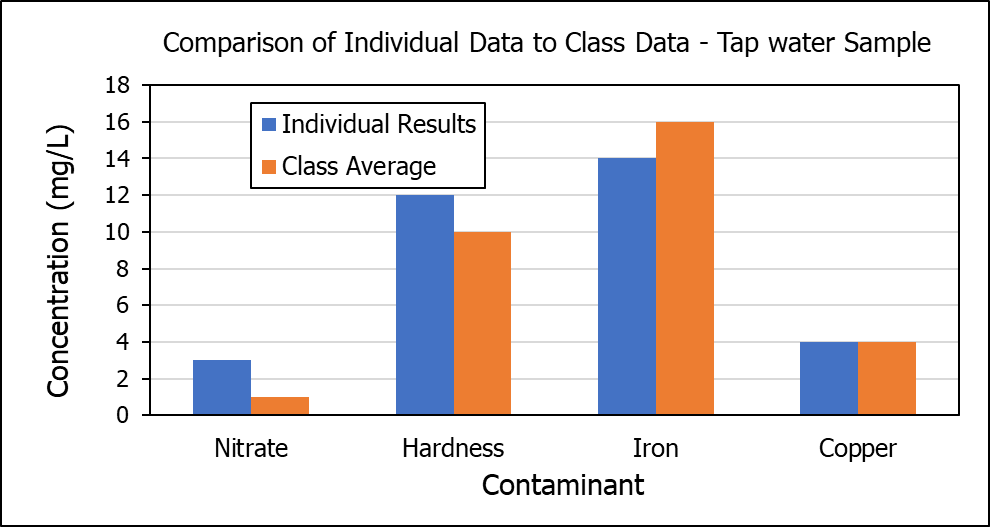 Comparison of Individual Data to Class Data - Tap water Sample
18
16
14
12
10
8
6
4
2
0
Concentration (mg/L)
Individual Results
Class Average
Nitrate
Hardness
Iron
Copper
Contaminant